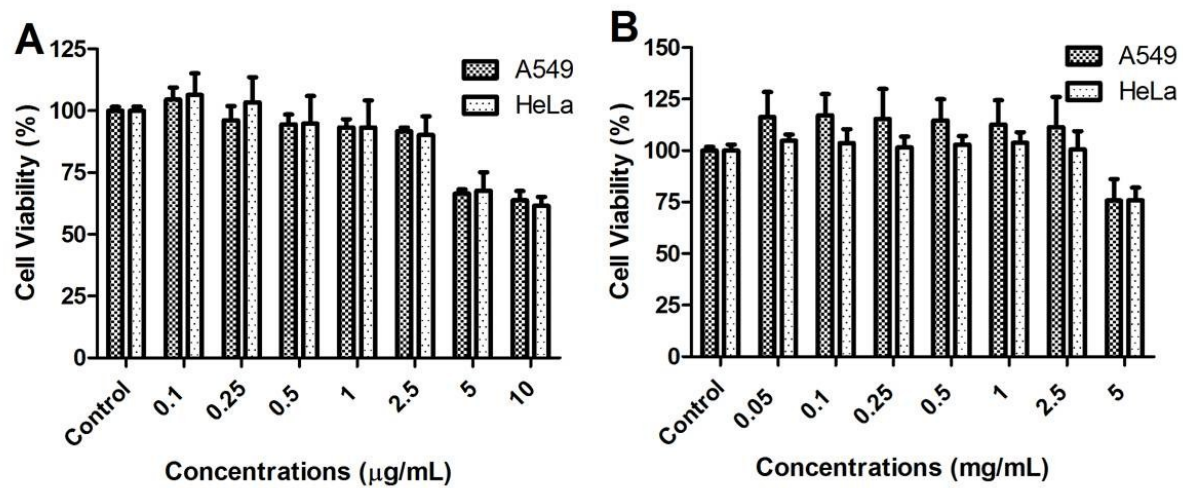 A
125
100
75
50
25
0
Cell Viability (%)
A549
HeLa
Control
0.1
0.25
0.5
1
2.5
5
10
Concentrations (μg/mL)
B
150
125
100
75
50
25
0
Cell Viability (%)
A549
HeLa
Control
0.05
0.1
0.25
0.5
1
2.5
5
Concentrations (mg/mL)